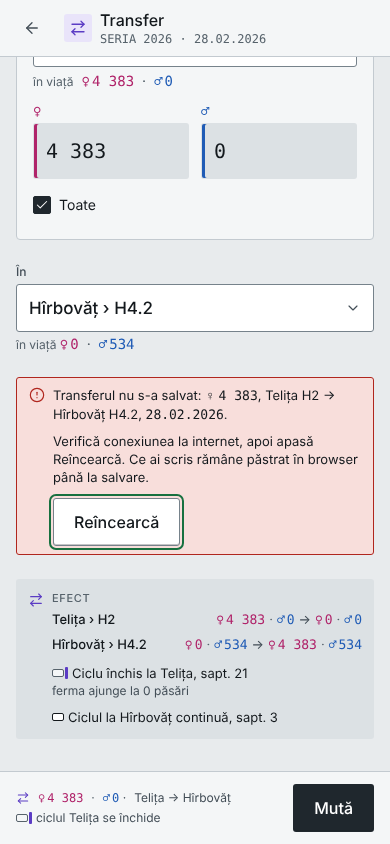 Transfer
SERIA 2026 · 28.02.2026
în viață ♀4 383 · ♂0
♀ ♂
4 383 0
Toate
În
Hîrbovăț › H4.2
în viață ♀0 · ♂534
Transferul nu s-a salvat: ♀ 4 383, Telița H2 →
Hîrbovăț H4.2, 28.02.2026.
Verifică conexiunea la internet, apoi apasă
Reîncearcă. Ce ai scris rămâne păstrat în browser
până la salvare.
Reîncearcă
EFECT
Telița › H2 ♀4 383 · ♂0 → ♀0 · ♂0
Hîrbovăț › H4.2 ♀0 · ♂534 → ♀4 383 · ♂534
Ciclu închis la Telița, sapt. 21
ferma ajunge la 0 păsări
Ciclul la Hîrbovăț continuă, sapt. 3
♀4 383 · ♂0 · Telița → Hîrbovăț
ciclul Telița se închide
Mută